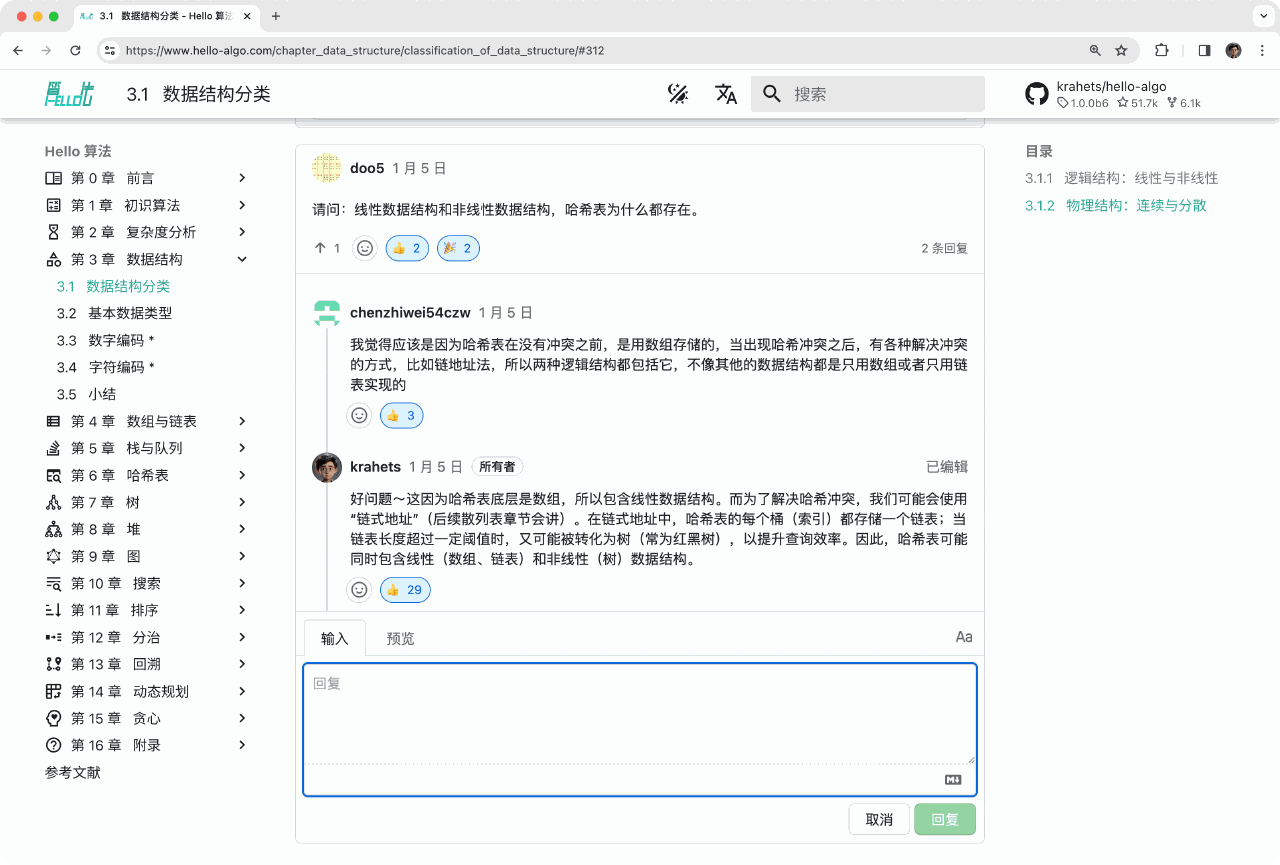 3.1 数据结构分类 - Hello 算法
https://www.hello-algo.com/chapter_data_structure/classification_of_data_structure/#312
HELLO
3.1 数据结构分类
搜索
krahets/hello-algo
1.0.0b6 51.7k 6.1k
Hello 算法
第 0 章 前言
第 1 章 初识算法
第 2 章 复杂度分析
第 3 章 数据结构
3.1 数据结构分类
3.2 基本数据类型
3.3 数字编码 *
3.4 字符编码 *
3.5 小结
第 4 章 数组与链表
第 5 章 栈与队列
第 6 章 哈希表
第 7 章 树
第 8 章 堆
第 9 章 图
第 10 章 搜索
第 11 章 排序
第 12 章 分治
第 13 章 回溯
第 14 章 动态规划
第 15 章 贪心
第 16 章 附录
参考文献
doo5 1 月 5 日
请问：线性数据结构和非线性数据结构，哈希表为什么都存在。
1 👍 2 🎉 2 2 条回复
chenzhiwei54czw 1 月 5 日
我觉得应该是因为哈希表在没有冲突之前，是用数组存储的，当出现哈希冲突之后，有各种解决冲突
的方式，比如链地址法，所以两种逻辑结构都包括它，不像其他的数据结构都是只用数组或者只用链
表实现的
👍 3
krahets 1 月 5 日 所有者 已编辑
好问题～这因为哈希表底层是数组，所以包含线性数据结构。而为了解决哈希冲突，我们可能会使用
“链式地址”（后续散列表章节会讲）。在链式地址中，哈希表的每个桶（索引）都存储一个链表；当
链表长度超过一定阈值时，又可能被转化为树（常为红黑树），以提升查询效率。因此，哈希表可能
同时包含线性（数组、链表）和非线性（树）数据结构。
👍 29
输入 预览 Aa
回复
取消 回复
目录
3.1.1 逻辑结构：线性与非线性
3.1.2 物理结构：连续与分散